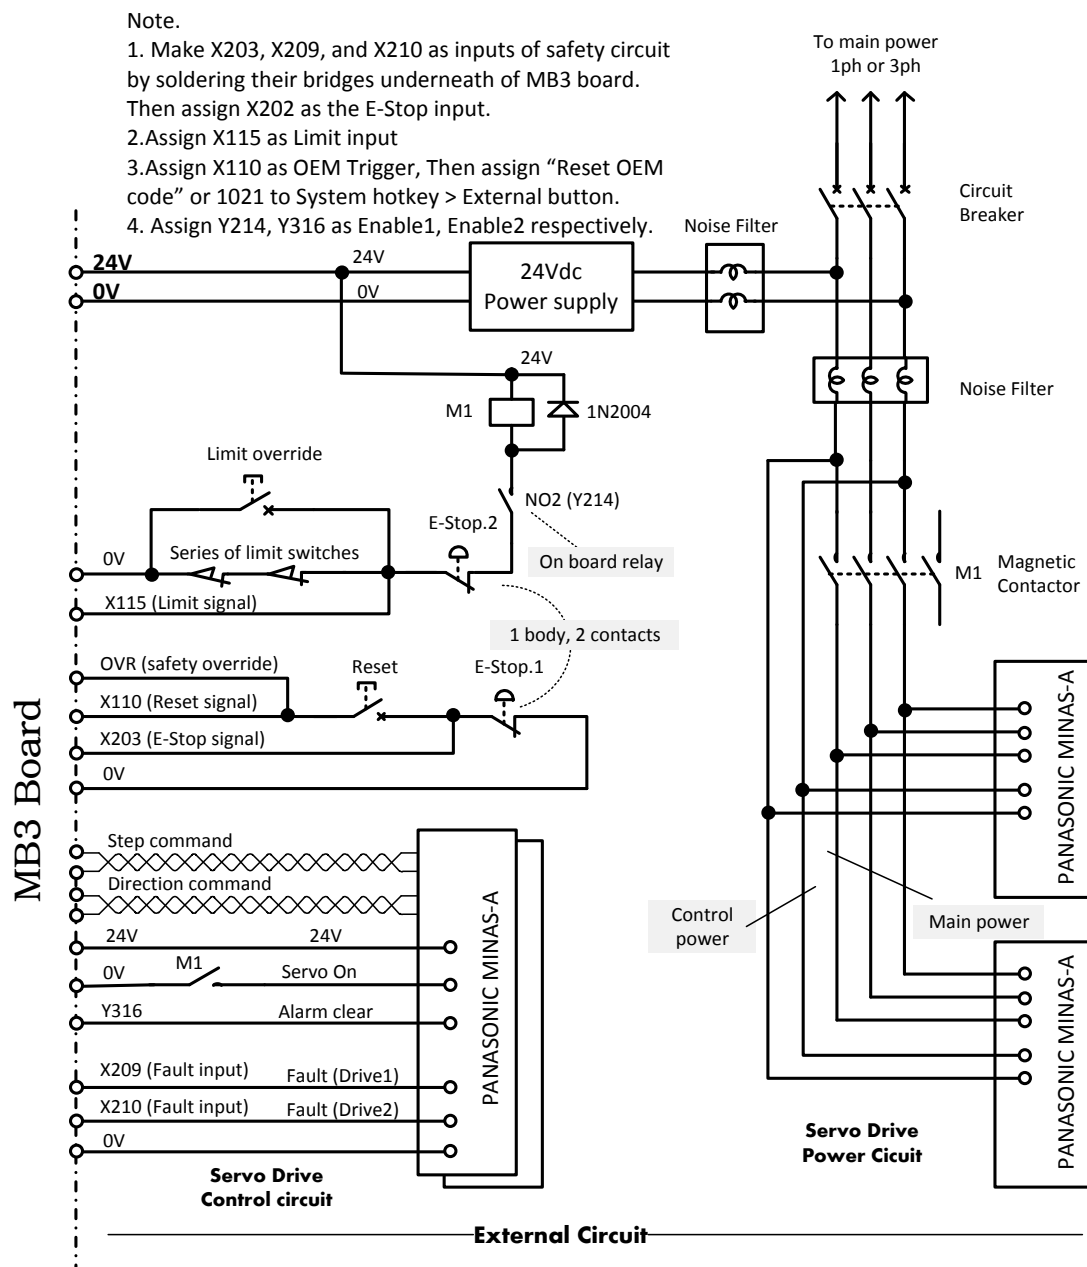 Note.
1. Make X203, X209, and X210 as inputs of safety circuit
by soldering their bridges underneath of MB3 board.
Then assign X202 as the E-Stop input.
2.Assign X115 as Limit input
3.Assign X110 as OEM Trigger, Then assign “Reset OEM
code” or 1021 to System hotkey > External button.
4. Assign Y214, Y316 as Enable1, Enable2 respectively.
To main power
1ph or 3ph
Circuit
Breaker
Noise Filter
24V
0V
24V
0V
24Vdc
Power supply
Noise Filter
24V
M1
1N2004
Limit override
NO2 (Y214)
E-Stop.2
On board relay
0V
Series of limit switches
X115 (Limit signal)
M1
Magnetic
Contactor
1 body, 2 contacts
OVR (safety override)
Reset
E-Stop.1
X110 (Reset signal)
X203 (E-Stop signal)
0V
MB3 Board
PANASONIC MINAS-A
Step command
Direction command
24V
24V
0V
M1
Servo On
Y316
Alarm clear
X209 (Fault input)
Fault (Drive1)
X210 (Fault input)
Fault (Drive2)
0V
PANASONIC MINAS-A
Control
power
Main power
PANASONIC MINAS-A
Servo Drive
Control circuit
Servo Drive
Power Cicuit
External Circuit